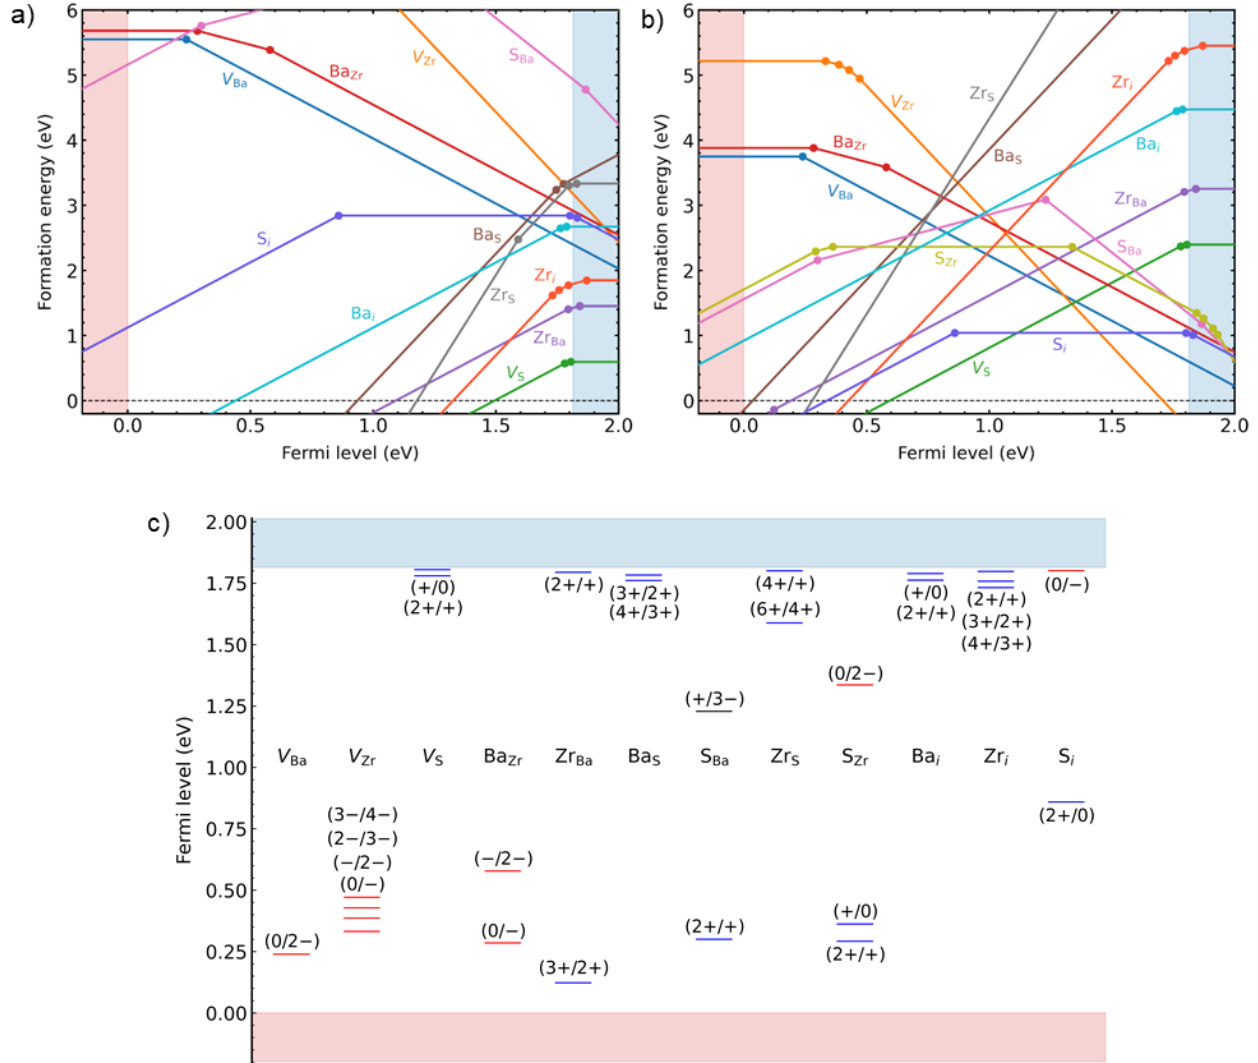 a)
6
5
4
3
2
1
0
Formation energy (eV)
0.0 0.5 1.0 1.5 2.0
Fermi level (eV)
V_Ba
Ba_Zr
V_Zr
S_Ba
S_i
Ba_S
Ba_i
Zr_S
Zr_i
Zr_Ba
V_S
b)
6
5
4
3
2
1
0
Formation energy (eV)
0.0 0.5 1.0 1.5 2.0
Fermi level (eV)
V_Zr
Zr_S
Zr_i
Ba_Zr
Ba_S
Ba_i
V_Ba
Zr_Ba
S_Ba
S_Zr
S_i
V_S
c)
2.00
1.75
1.50
1.25
1.00
0.75
0.50
0.25
0.00
Fermi level (eV)
(+/0)
(2+/+)
(2+/+)
(3+/2+)
(4+/3+)
(4+/+)
(6+/4+)
(+/0)
(2+/+)
(2+/+)
(3+/2+)
(4+/3+)
(0/−)
(0/2−)
(+/3−)
V_Ba V_Zr V_S Ba_Zr Zr_Ba Ba_S S_Ba Zr_S S_Zr Ba_i Zr_i S_i
(3−/4−)
(2−/3−)
(−/2−)
(0/−)
(−/2−)
(0/−)
(2+/0)
(+/0)
(2+/+)
(2+/+)
(0/2−)
(3+/2+)